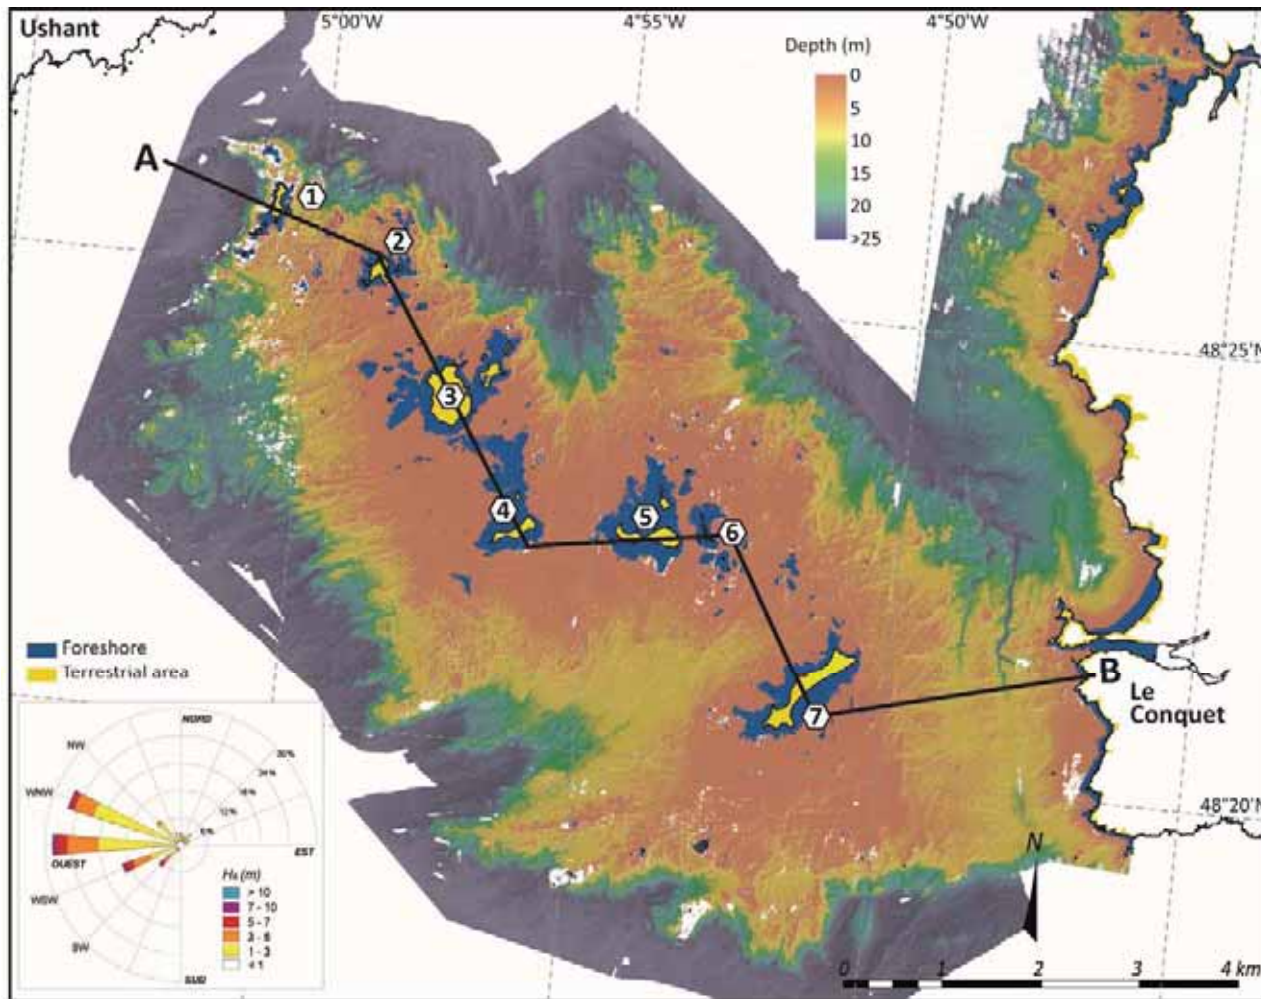 Ushant
5°00'W
4°55'W
4°50'W
Depth (m)
0
5
10
15
20
>25
A
1
2
3
48°25'N
4
5
6
Foreshore
Terrestrial area
7
B
Le
Conquet
NORD
NW
30%
24%
18%
WNW
12%
6%
OUEST
EST
WSW
SW
SUD
Hs (m)
> 10
7 - 10
5 - 7
3 - 5
1 - 3
< 1
48°20'N
N
0 1 2 3 4 km